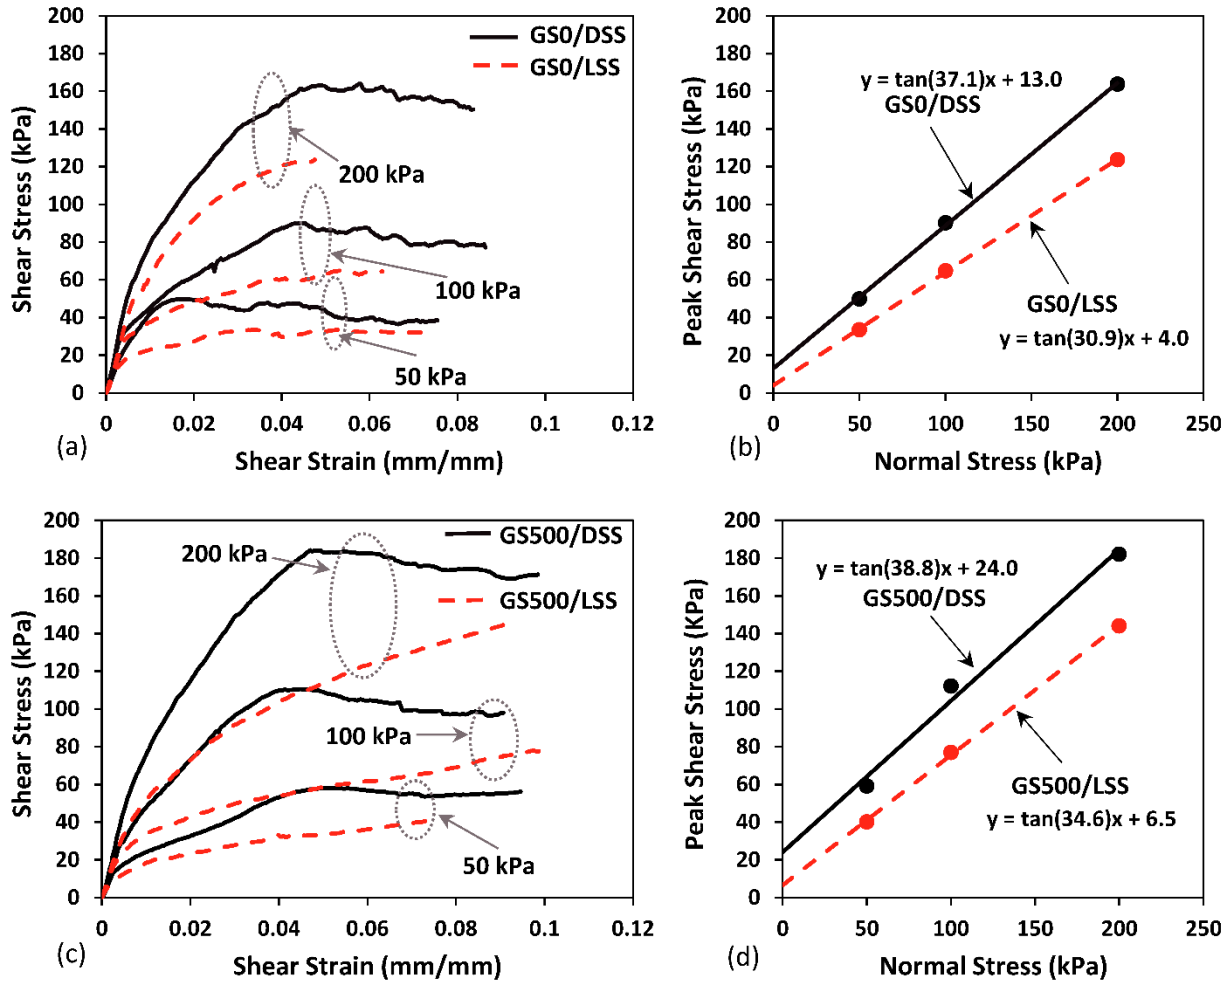 200
180
160
140
120
100
80
60
40
20
0
Shear Stress (kPa)
GS0/DSS
GS0/LSS
200 kPa
100 kPa
50 kPa
0 0.02 0.04 0.06 0.08 0.1 0.12
(a)
Shear Strain (mm/mm)
200
180
160
140
120
100
80
60
40
20
0
Peak Shear Stress (kPa)
y = tan(37.1)x + 13.0
GS0/DSS
GS0/LSS
y = tan(30.9)x + 4.0
0 50 100 150 200 250
(b)
Normal Stress (kPa)
200
180
160
140
120
100
80
60
40
20
0
Shear Stress (kPa)
GS500/DSS
200 kPa
GS500/LSS
100 kPa
50 kPa
0 0.02 0.04 0.06 0.08 0.1 0.12
(c)
Shear Strain (mm/mm)
200
180
160
140
120
100
80
60
40
20
0
Peak Shear Stress (KPa)
y = tan(38.8)x + 24.0
GS500/DSS
GS500/LSS
y = tan(34.6)x + 6.5
0 50 100 150 200 250
(d)
Normal Stress (kPa)